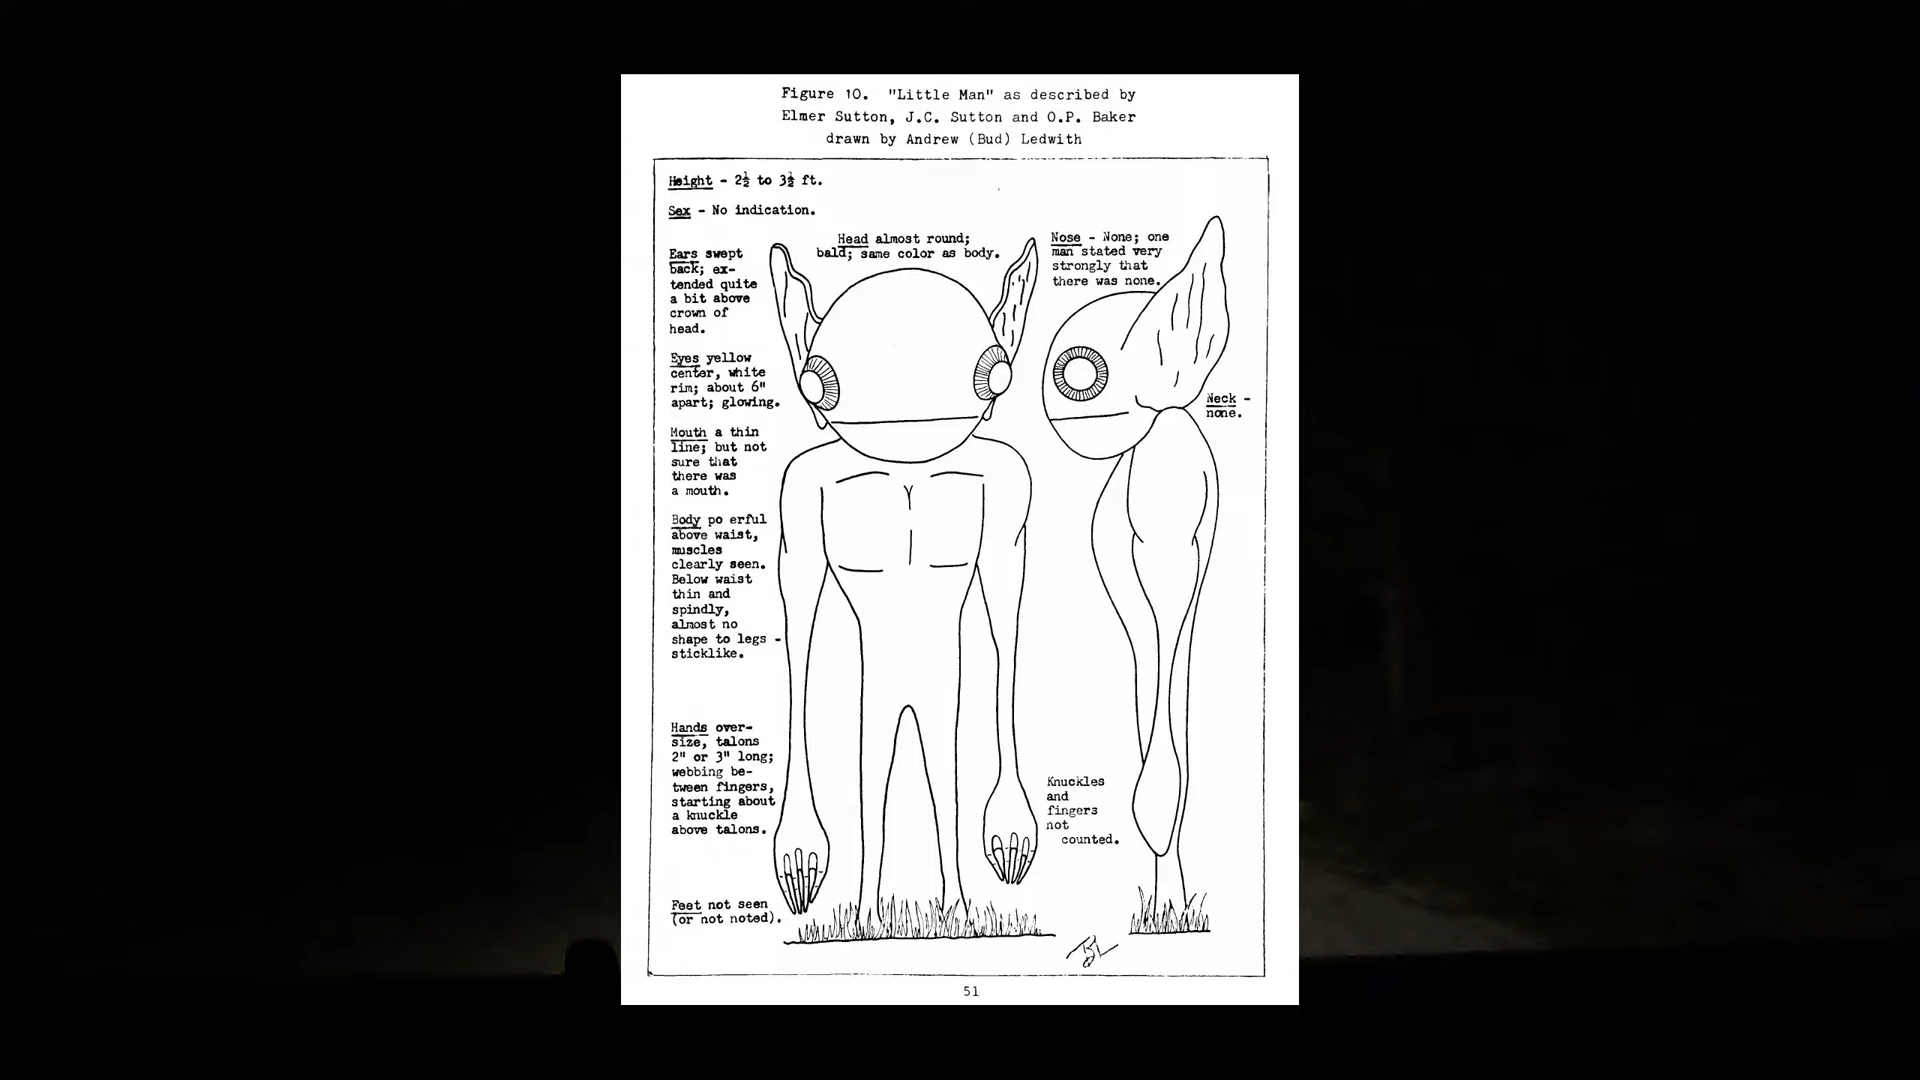 Figure 10. "Little Man" as described by
Elmer Sutton, J.C. Sutton and O.P. Baker
drawn by Andrew (Bud) Ledwith
Height - 2½ to 3½ ft.
Sex - No indication.
Head almost round;
bald; same color as body.
Nose - None; one
man stated very
strongly that
there was none.
Ears swept
back; ex-
tended quite
a bit above
crown of
head.
Eyes yellow
center, white
rim; about 6"
apart; glowing.
Neck -
none.
Mouth a thin
line; but not
sure that
there was
a mouth.
Body po erful
above waist,
muscles
clearly seen.
Below waist
thin and
spindly,
almost no
shape to legs -
sticklike.
Hands over-
size, talons
2" or 3" long;
webbing be-
tween fingers,
starting about
a knuckle
above talons.
Knuckles
and
fingers
not
counted.
Feet not seen
(or not noted).
BL
51